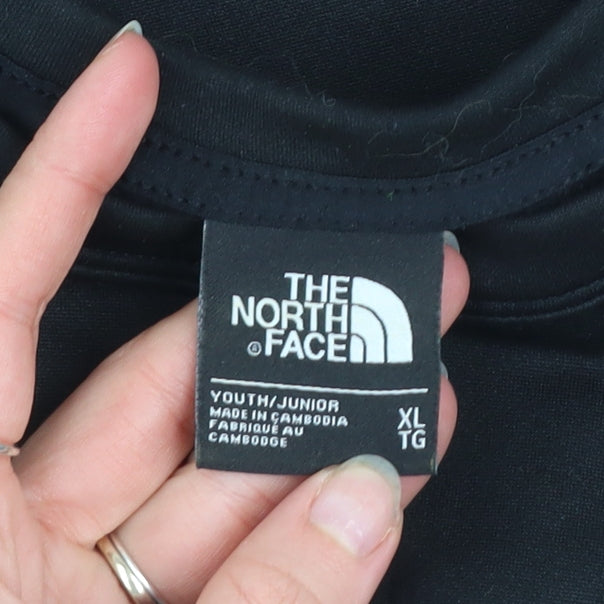 THE
NORTH
® FACE
YOUTH/JUNIOR
MADE IN CAMBODIA
FABRIQUÉ AU
CAMBODGE
XL
TG